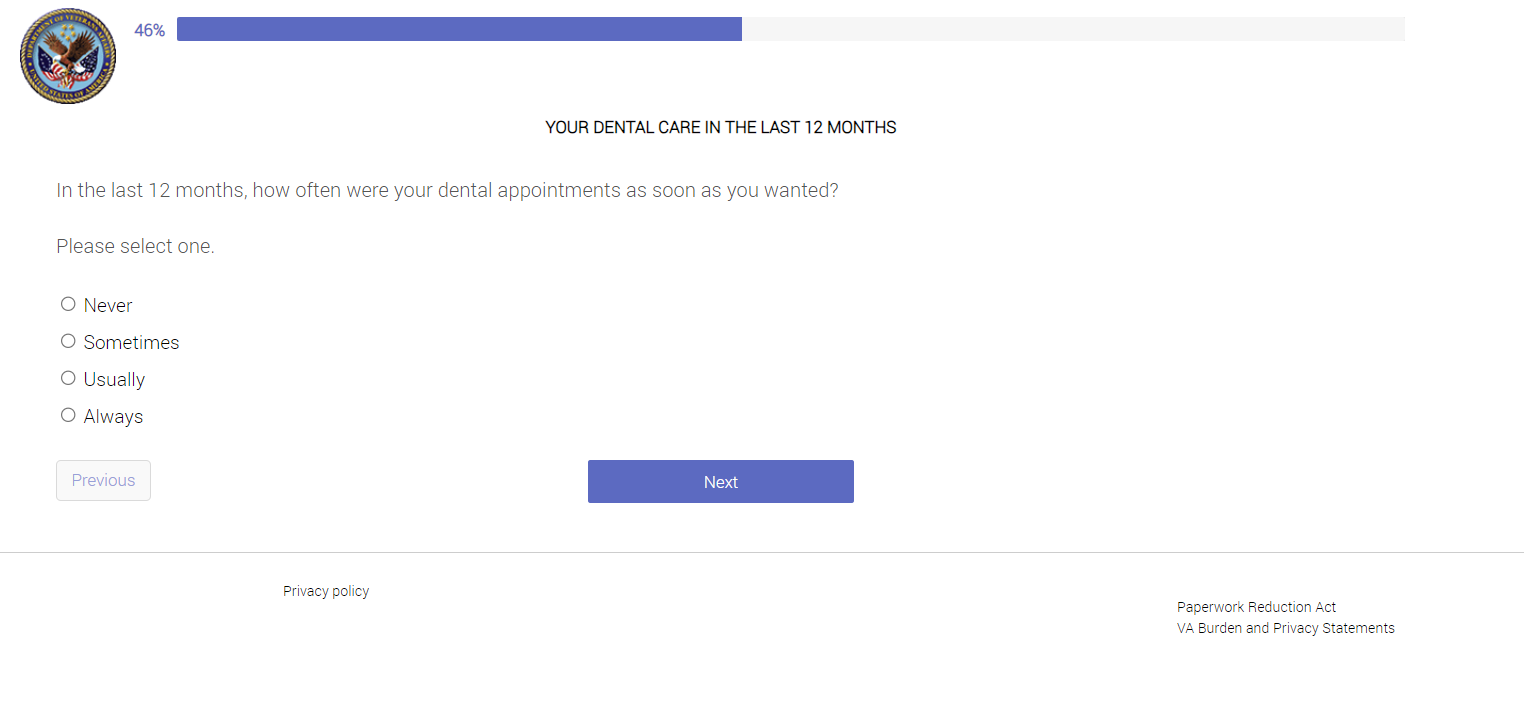 46%
YOUR DENTAL CARE IN THE LAST 12 MONTHS
In the last 12 months, how often were your dental appointments as soon as you wanted?
Please select one.
Never
Sometimes
Usually
Always
Previous
Next
Privacy policy
Paperwork Reduction Act
VA Burden and Privacy Statements